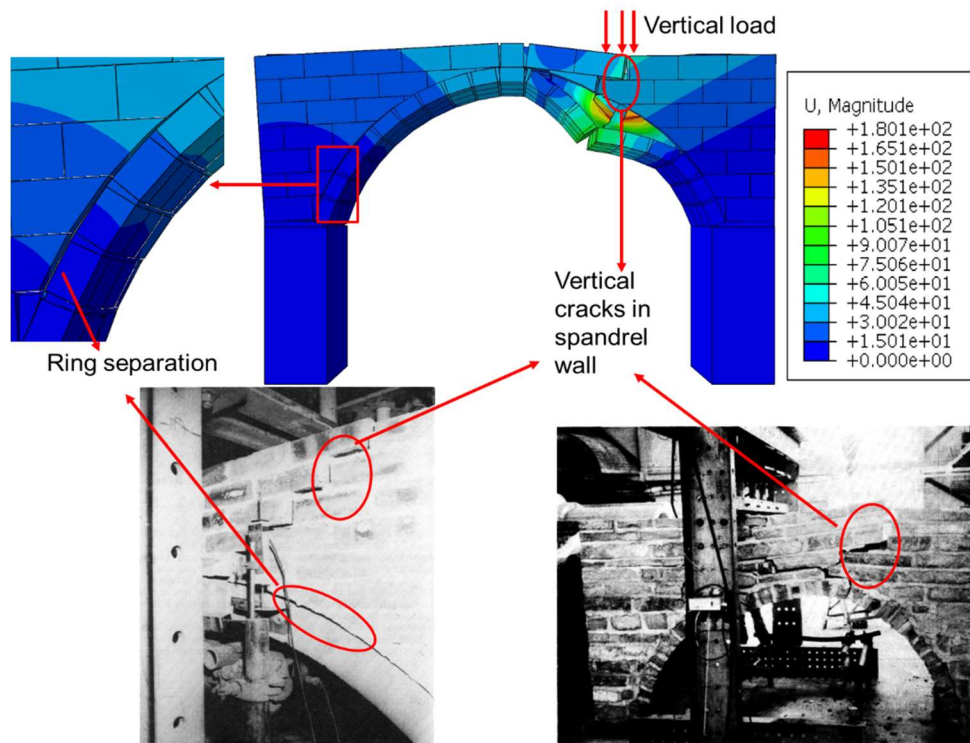 Vertical load
U, Magnitude
+1.801e+02
+1.651e+02
+1.501e+02
+1.351e+02
+1.201e+02
+1.051e+02
+9.007e+01
+7.506e+01
+6.005e+01
+4.504e+01
+3.002e+01
+1.501e+01
+0.000e+00
Vertical
cracks in
spandrel
wall
Ring separation